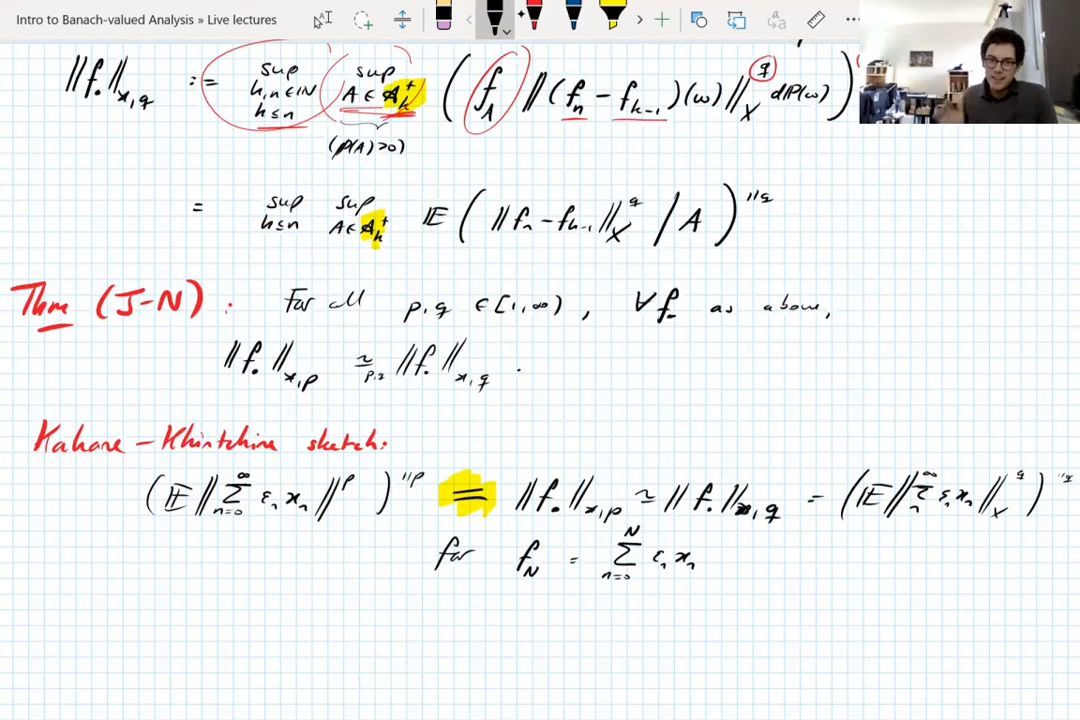 Intro to Banach-valued Analysis » Live lectures
‖f.‖_{*,q} := sup_{k,n∈ℕ, k≤n} sup_{A∈𝒜_k^+} ( ⨍_A ‖(f_n − f_{k−1})(ω)‖_X^q dP(ω) )
(P(A)>0)
= sup_{k≤n} sup_{A∈𝒜_k^+} 𝔼( ‖f_n − f_{k−1}‖_X^q / A )^{1/q}
Thm (J-N): For all p,q ∈ [1,∞), ∀f. as above,
‖f.‖_{*,p} ≂_{p,q} ‖f.‖_{*,q}.
Kahane – Khintchine sketch:
( 𝔼‖ Σ_{n=0}^∞ ε_n x_n ‖^p )^{1/p} = ‖f.‖_{*,p} ≃ ‖f.‖_{*,q} = ( 𝔼‖ Σ_n^∞ ε_n x_n ‖_X^q )^{1/q}
for f_N = Σ_{n=0}^N ε_n x_n